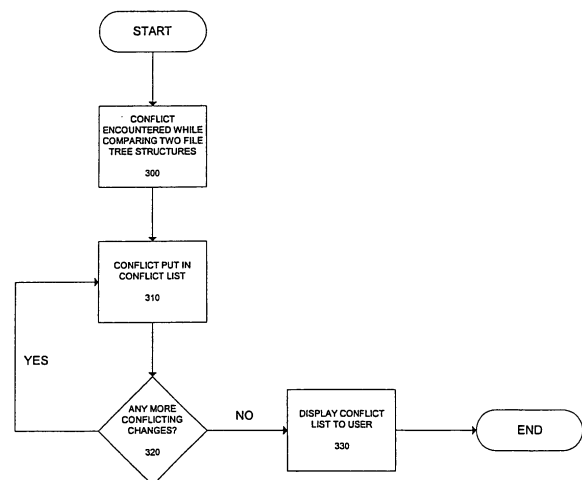 START
CONFLICT
ENCOUNTERED WHILE
COMPARING TWO FILE
TREE STRUCTURES
300
CONFLICT PUT IN
CONFLICT LIST
310
YES
ANY MORE
CONFLICTING
CHANGES?
320
NO
DISPLAY CONFLICT
LIST TO USER
330
END